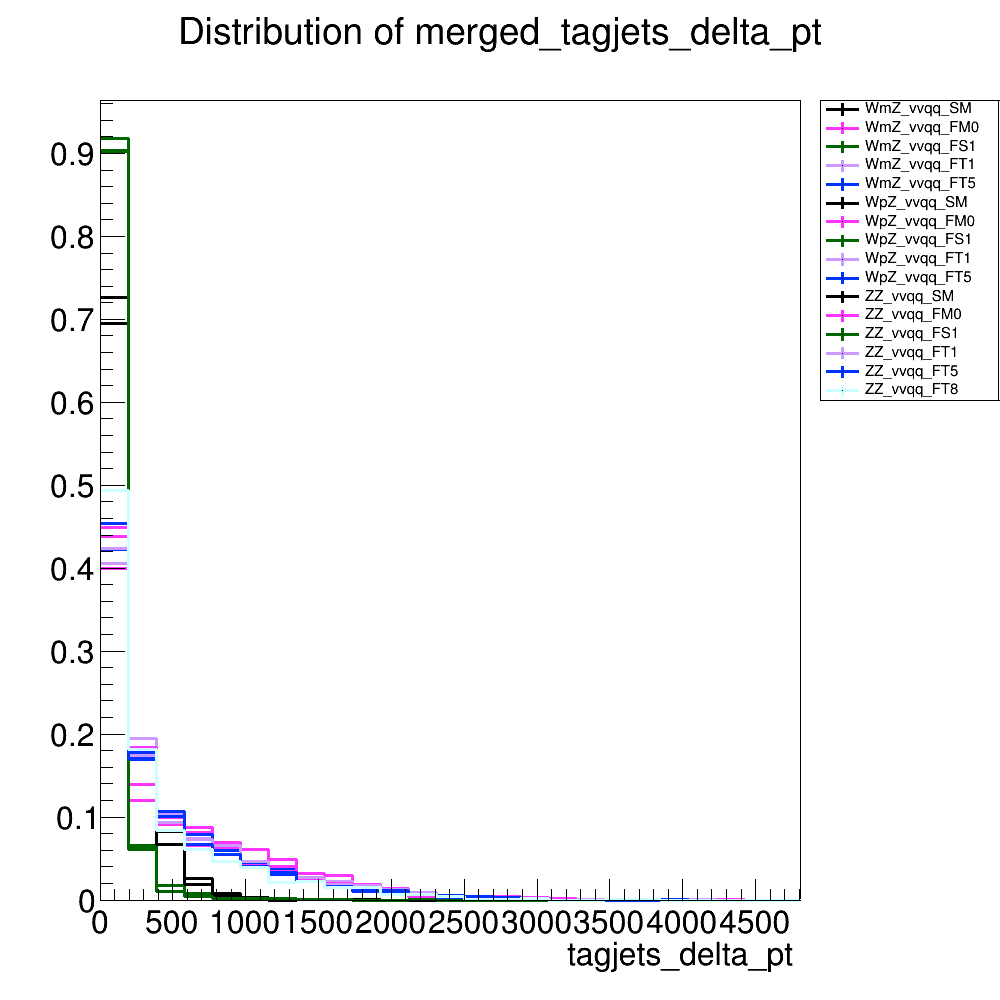 Distribution of merged_tagjets_delta_pt
WmZ_vvqq_SM
WmZ_vvqq_FM0
WmZ_vvqq_FS1
WmZ_vvqq_FT1
WmZ_vvqq_FT5
WpZ_vvqq_SM
WpZ_vvqq_FM0
WpZ_vvqq_FS1
WpZ_vvqq_FT1
WpZ_vvqq_FT5
ZZ_vvqq_SM
ZZ_vvqq_FM0
ZZ_vvqq_FS1
ZZ_vvqq_FT1
ZZ_vvqq_FT5
ZZ_vvqq_FT8
0.9
0.8
0.7
0.6
0.5
0.4
0.3
0.2
0.1
0
0 500 1000 1500 2000 2500 3000 3500 4000 4500
tagjets_delta_pt